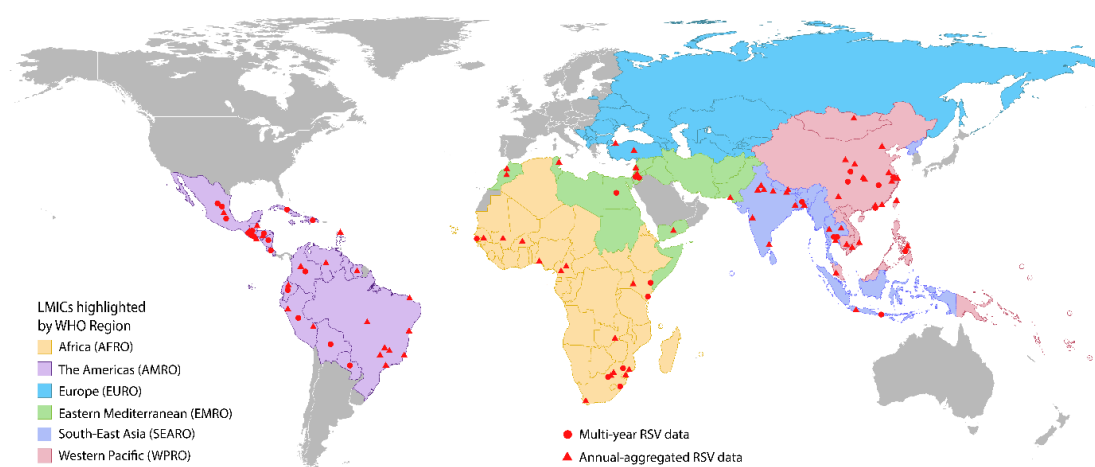 LMICs highlighted
by WHO Region
Africa (AFRO)
The Americas (AMRO)
Europe (EURO)
Eastern Mediterranean (EMRO)
South-East Asia (SEARO)
Western Pacific (WPRO)
Multi-year RSV data
Annual-aggregated RSV data